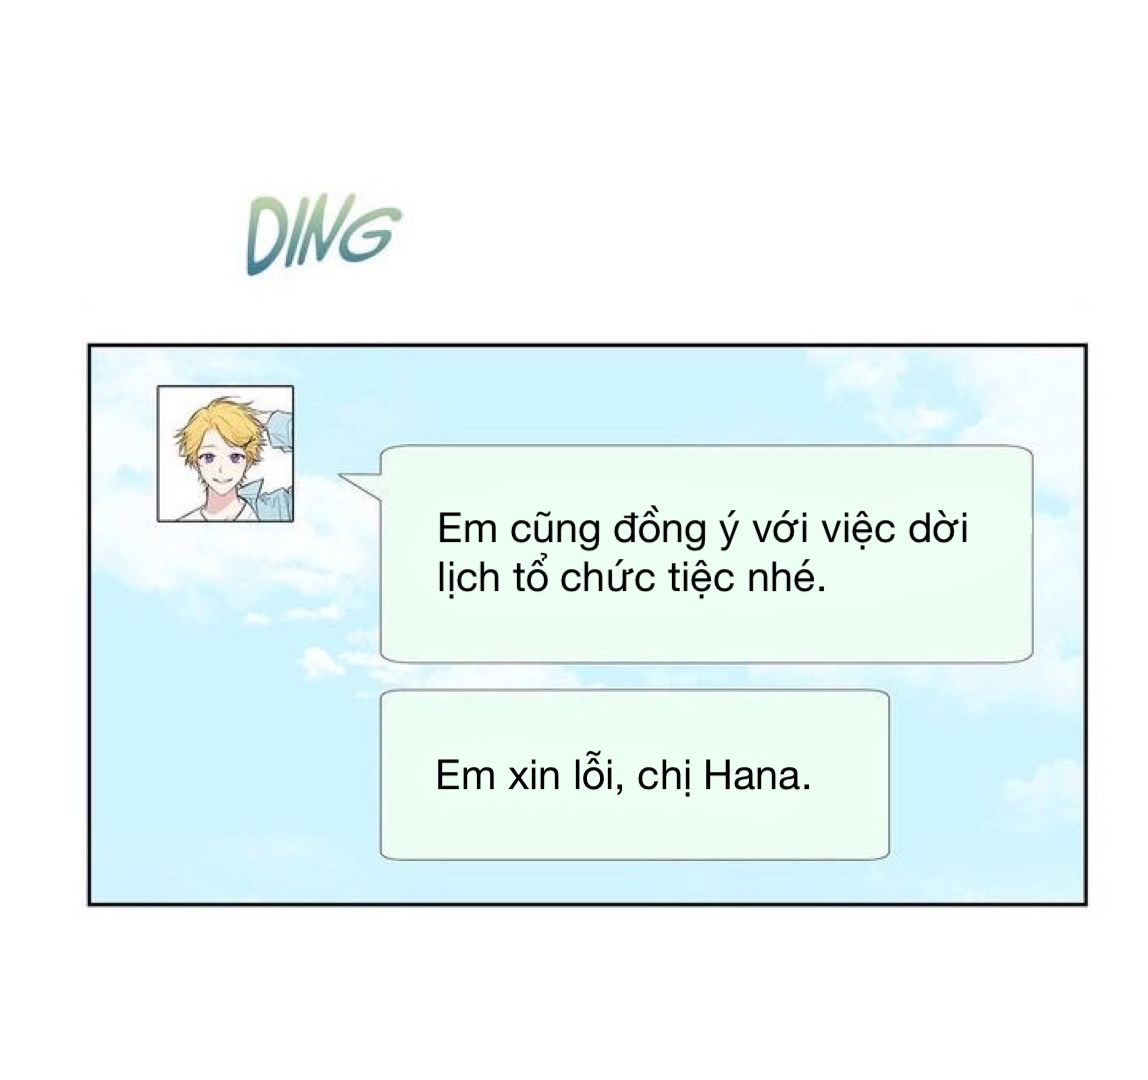 DING
Em cũng đồng ý với việc dời
lịch tổ chức tiệc nhé.
Em xin lỗi, chị Hana.